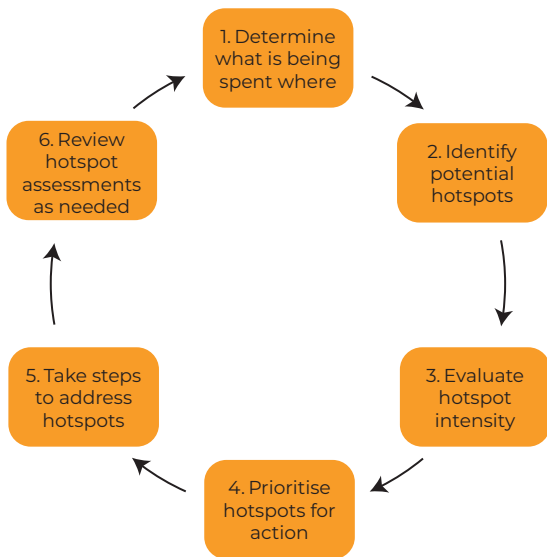 1. Determine
what is being
spent where
2. Identify
potential
hotspots
3. Evaluate
hotspot
intensity
4. Prioritise
hotspots for
action
5. Take steps
to address
hotspots
6. Review
hotspot
assessments
as needed